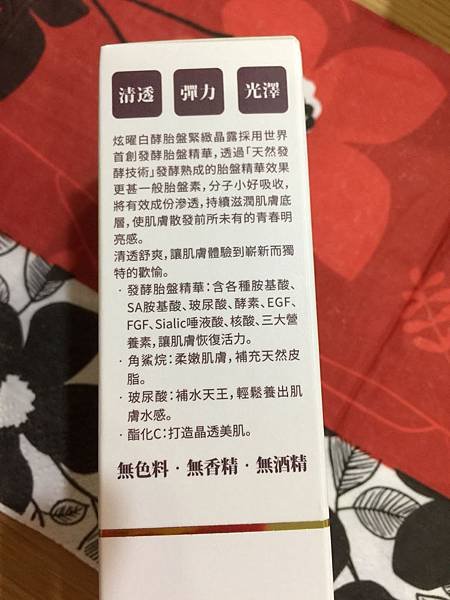 清透 彈力 光澤
炫曜白酵胎盤緊緻晶露採用世界
首創發酵胎盤精華，透過「天然發
酵技術」發酵熟成的胎盤精華效果
更甚一般胎盤素，分子小好吸收，
將有效成份滲透，持續滋潤肌膚底
層，使肌膚散發前所未有的青春明
亮感。
清透舒爽，讓肌膚體驗到嶄新而獨
特的歡愉。
·發酵胎盤精華：含各種胺基酸、
SA胺基酸、玻尿酸、酵素、EGF、
FGF、Sialic唾液酸、核酸、三大營
養素，讓肌膚恢復活力。
·角鯊烷：柔嫩肌膚，補充天然皮
脂。
·玻尿酸：補水天王，輕鬆養出肌
膚水感。
·酯化C：打造晶透美肌。
無色料·無香精·無酒精